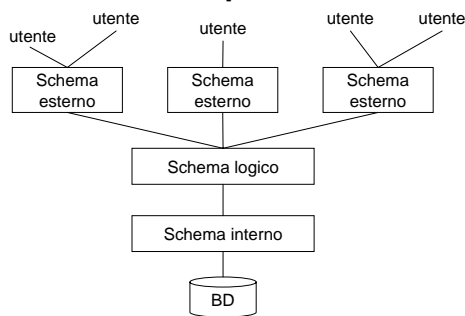 utente
utente
utente
utente
utente
Schema
esterno
Schema
esterno
Schema
esterno
Schema logico
Schema interno
BD